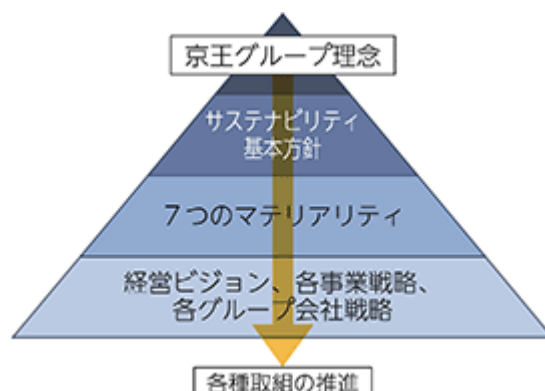 京王グループ理念
サステナビリティ
基本方針
7つのマテリアリティ
経営ビジョン、各事業戦略、
各グループ会社戦略
各種取組の推進